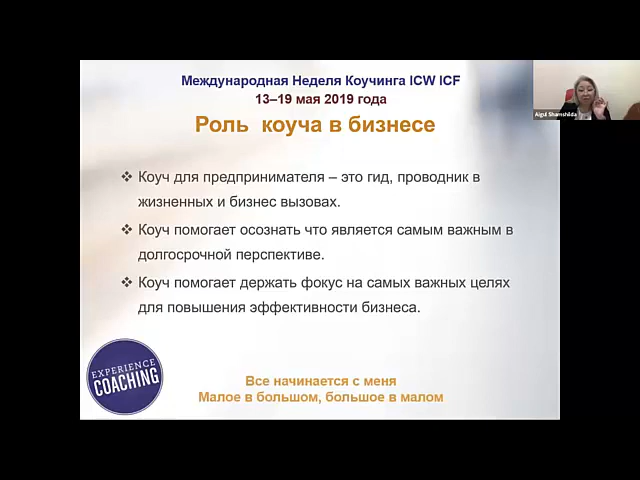 Международная Неделя Коучинга ICW ICF
13–19 мая 2019 года
Роль коуча в бизнесе
Aigul Shamshilda
❖ Коуч для предпринимателя – это гид, проводник в
жизненных и бизнес вызовах.
❖ Коуч помогает осознать что является самым важным в
долгосрочной перспективе.
❖ Коуч помогает держать фокус на самых важных целях
для повышения эффективности бизнеса.
EXPERIENCE
COACHING
Все начинается с меня
Малое в большом, большое в малом